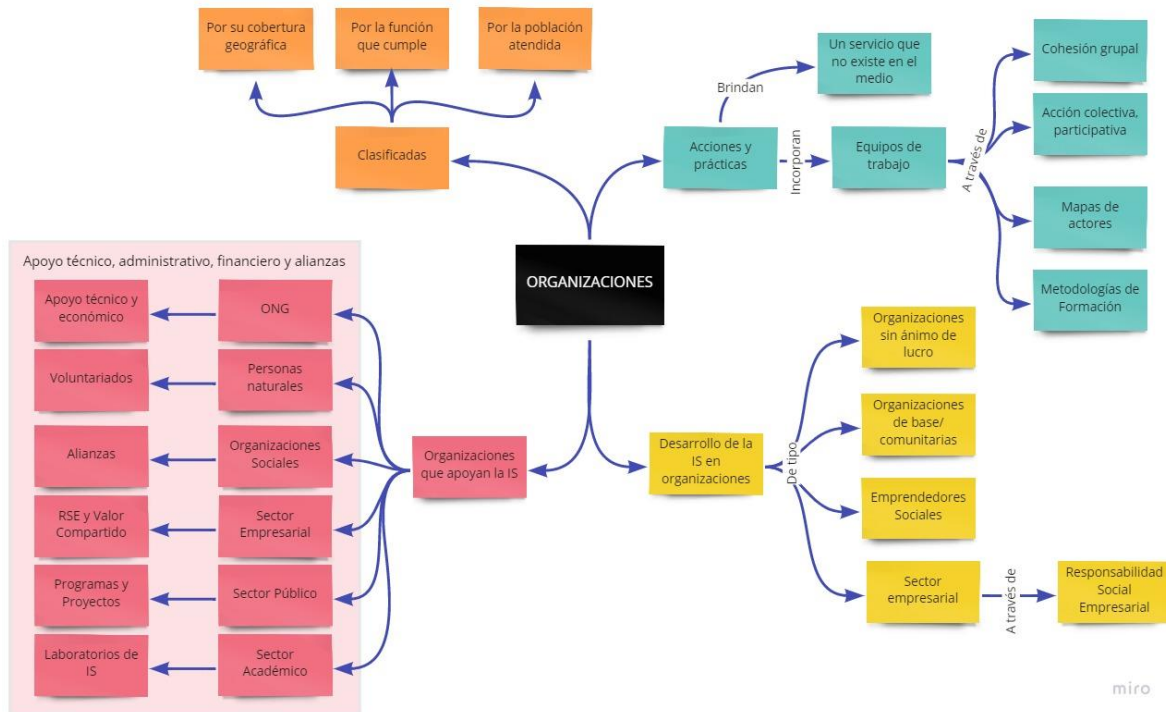 Por su cobertura
geográfica
Por la función
que cumple
Por la población
atendida
Clasificadas
Un servicio que
no existe en el
medio
Brindan
Acciones y
prácticas
Incorporan
Equipos de
trabajo
A través de
Cohesión grupal
Acción colectiva,
participativa
Mapas de
actores
Metodologías de
Formación
ORGANIZACIONES
Apoyo técnico, administrativo, financiero y alianzas
Apoyo técnico y
económico
ONG
Voluntariados
Personas
naturales
Alianzas
Organizaciones
Sociales
RSE y Valor
Compartido
Sector
Empresarial
Programas y
Proyectos
Sector Público
Laboratorios de
IS
Sector
Académico
Organizaciones
que apoyan la IS
Desarrollo de la
IS en
organizaciones
De tipo
Organizaciones
sin ánimo de
lucro
Organizaciones
de base/
comunitarias
Emprendedores
Sociales
Sector
empresarial
A través de
Responsabilidad
Social
Empresarial
miro